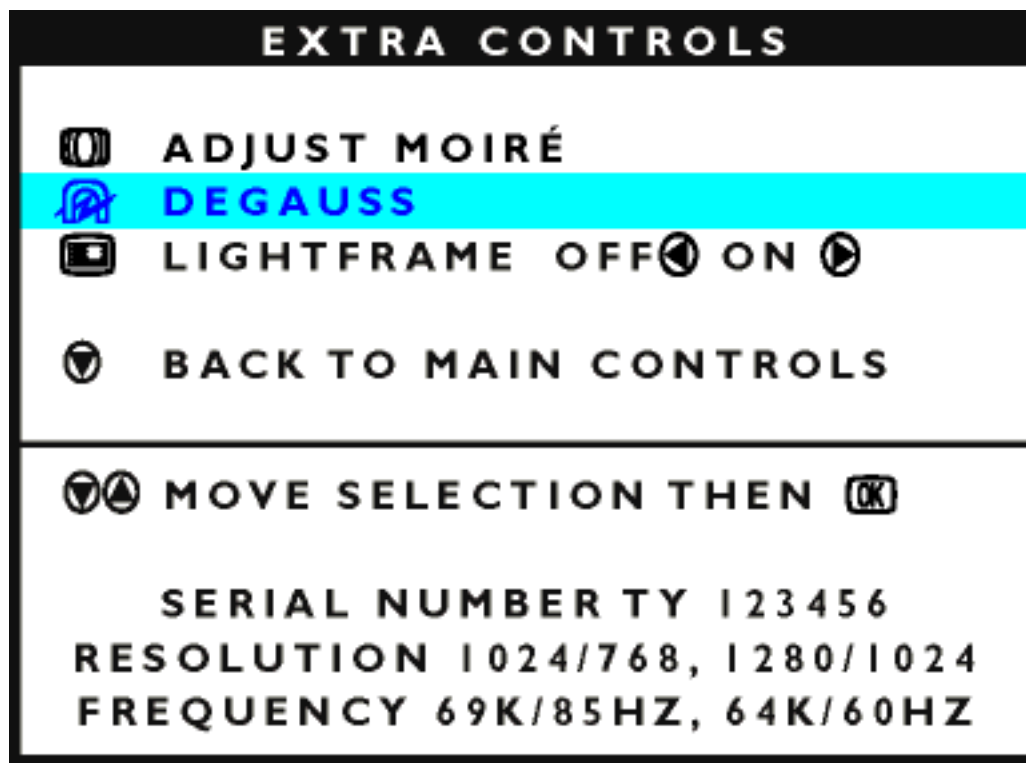 EXTRA CONTROLS
ADJUST MOIRÉ
DEGAUSS
LIGHTFRAME OFF ON
BACK TO MAIN CONTROLS
MOVE SELECTION THEN OK
SERIAL NUMBER TY 123456
RESOLUTION 1024/768, 1280/1024
FREQUENCY 69K/85HZ, 64K/60HZ